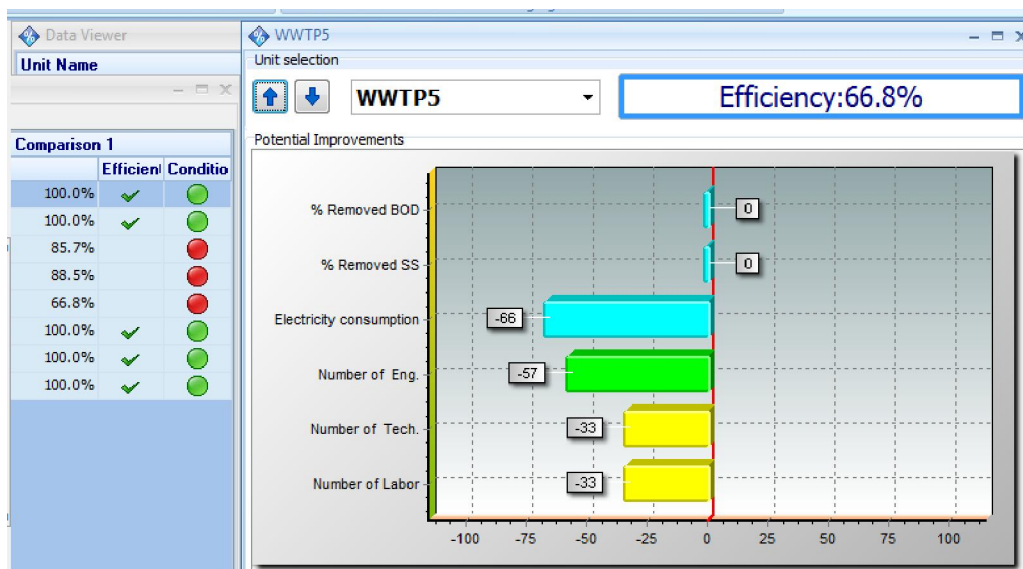 Data Viewer
Unit Name
Comparison 1
Efficient Conditio
100.0%
100.0%
85.7%
88.5%
66.8%
100.0%
100.0%
100.0%
WWTP5
Unit selection
WWTP5
Efficiency:66.8%
Potential Improvements
% Removed BOD
0
% Removed SS
0
Electricity consumption
-66
Number of Eng.
-57
Number of Tech.
-33
Number of Labor
-33
-100 -75 -50 -25 0 25 50 75 100